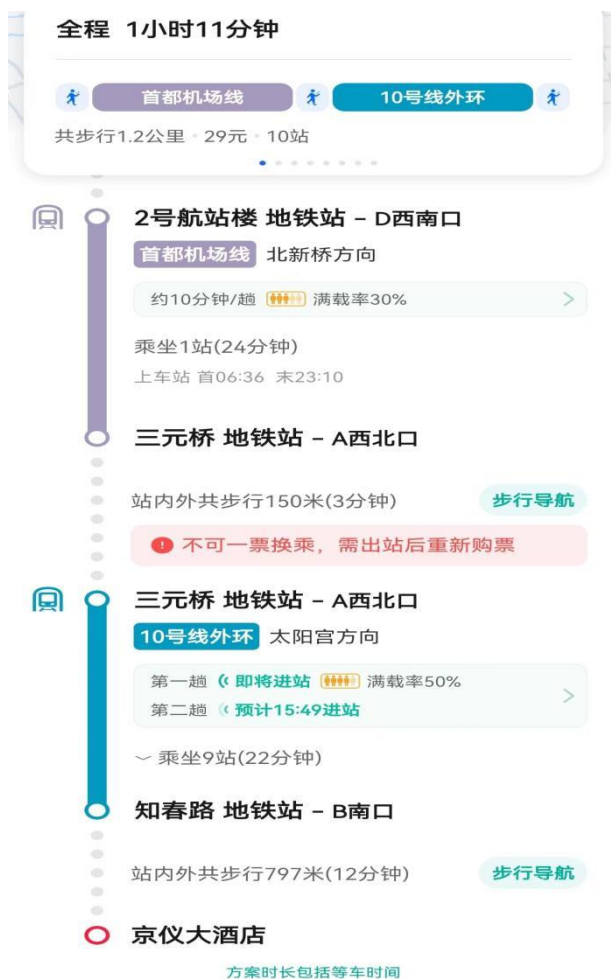 全程 1小时11分钟
首都机场线 10号线外环
共步行1.2公里·29元·10站
2号航站楼 地铁站 – D西南口
首都机场线 北新桥方向
约10分钟/趟 满载率30%
乘坐1站(24分钟)
上车站 首06:36 末23:10
三元桥 地铁站 – A西北口
站内外共步行150米(3分钟) 步行导航
不可一票换乘，需出站后重新购票
三元桥 地铁站 – A西北口
10号线外环 太阳宫方向
第一趟 即将进站 满载率50%
第二趟 预计15:49进站
乘坐9站(22分钟)
知春路 地铁站 – B南口
站内外共步行797米(12分钟) 步行导航
京仪大酒店
方案时长包括等车时间